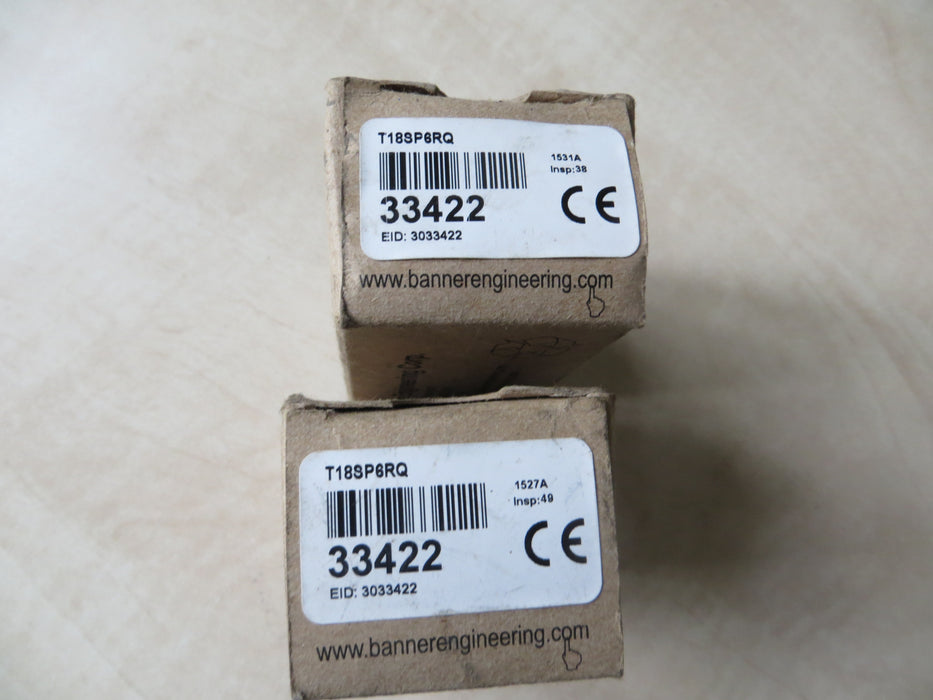 T18SP6RQ
1531A
Insp:38
33422
CE
EID: 3033422
www.bannerengineering.com
Corp
T18SP6RQ
1527A
Insp:49
33422
CE
EID: 3033422
www.bannerengineering.com